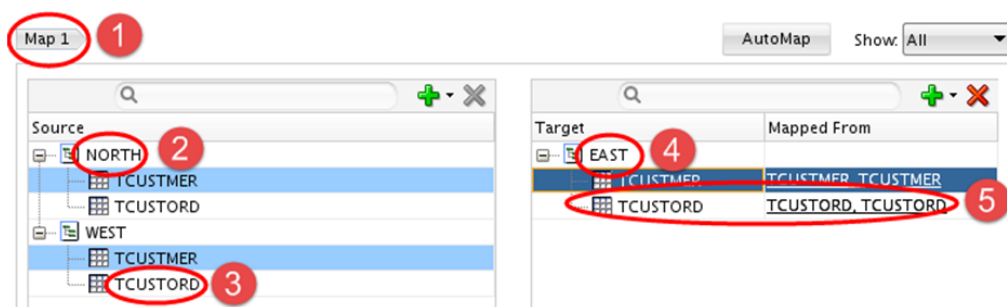 Map 1 1 AutoMap Show: All
Source 2 Target 4 Mapped From
NORTH EAST
TCUSTMER TCUSTMER TCUSTMER, TCUSTMER
TCUSTORD TCUSTORD TCUSTORD, TCUSTORD 5
WEST
TCUSTMER
TCUSTORD 3